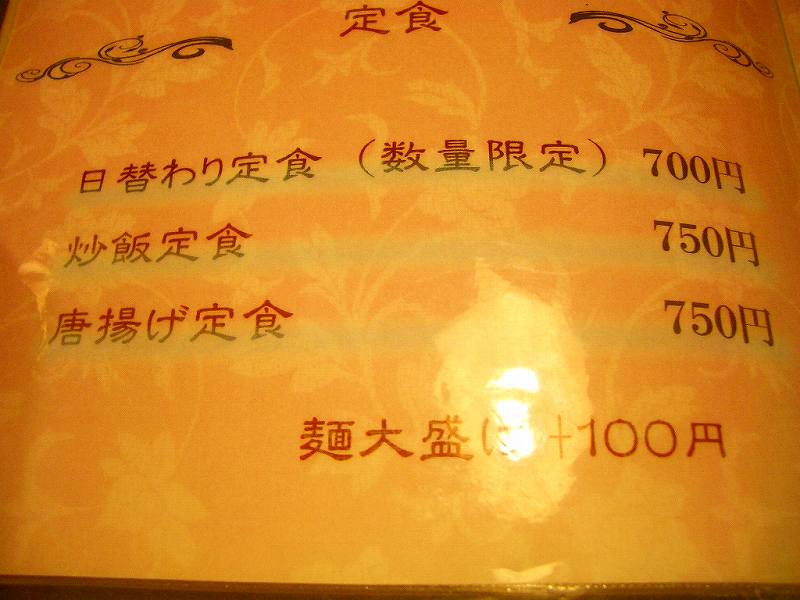 定食
日替わり定食（数量限定） 700円
炒飯定食 750円
唐揚げ定食 750円
麺大盛は+100円